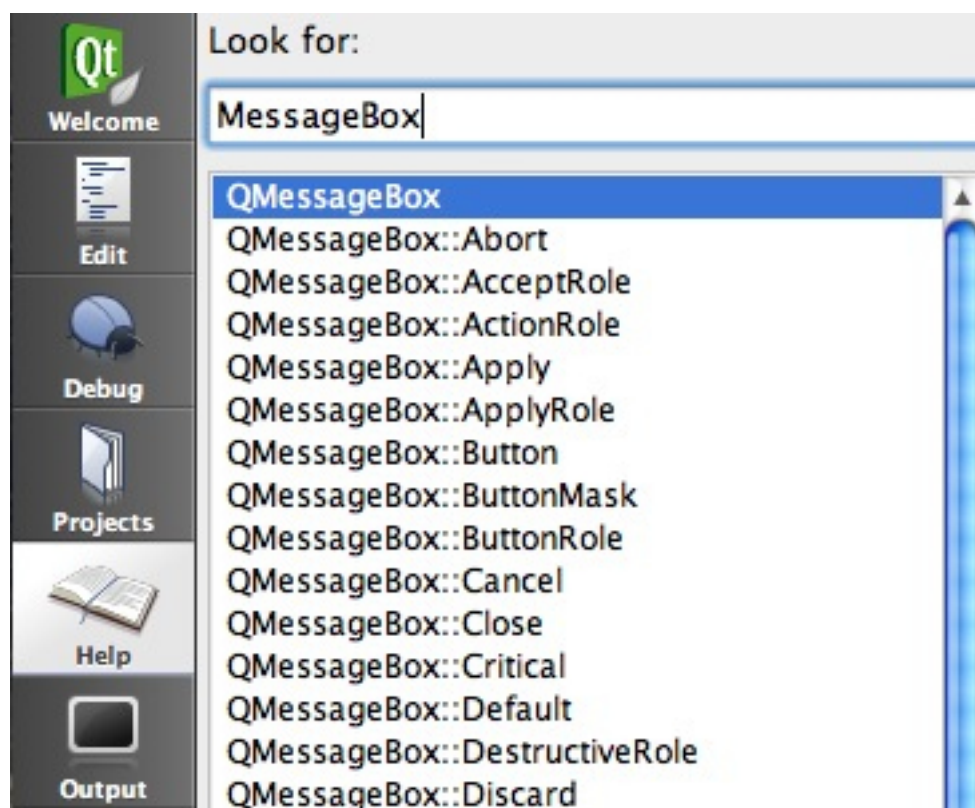 Qt
Welcome
Edit
Debug
Projects
Help
Output
Look for:
MessageBox
QMessageBox
QMessageBox::Abort
QMessageBox::AcceptRole
QMessageBox::ActionRole
QMessageBox::Apply
QMessageBox::ApplyRole
QMessageBox::Button
QMessageBox::ButtonMask
QMessageBox::ButtonRole
QMessageBox::Cancel
QMessageBox::Close
QMessageBox::Critical
QMessageBox::Default
QMessageBox::DestructiveRole
QMessageBox::Discard